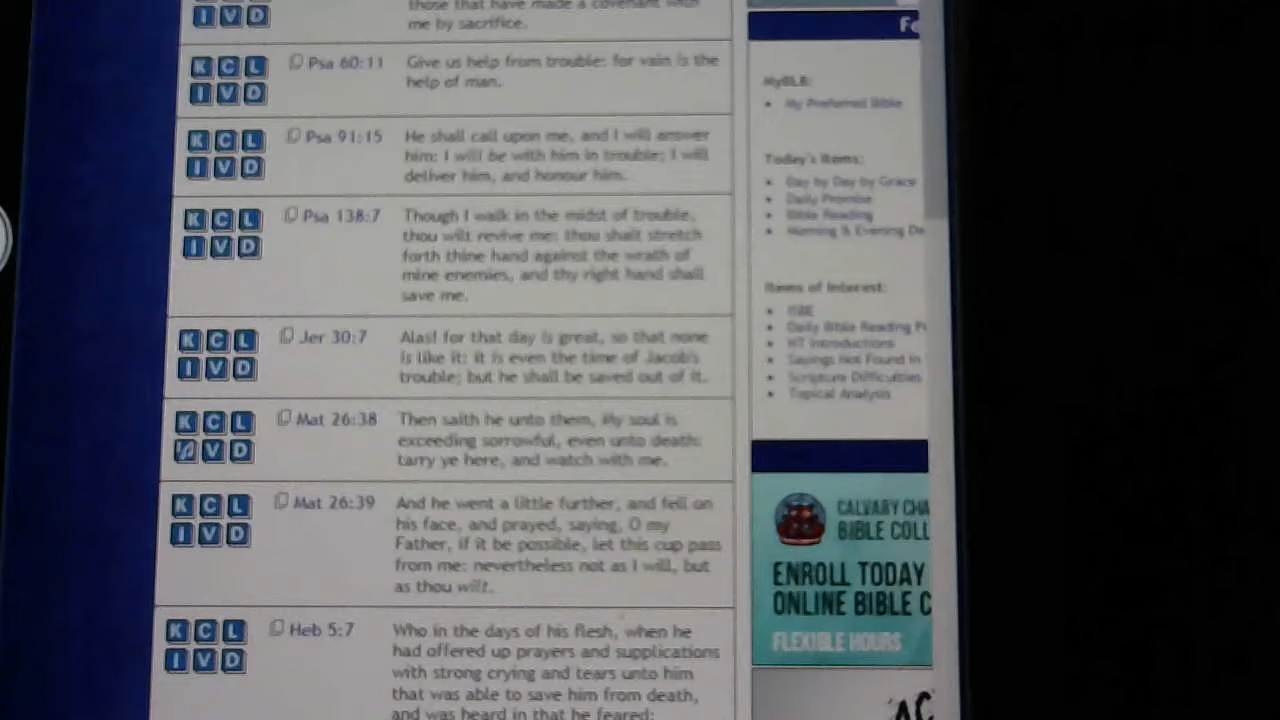 those that have made a covenant with
me by sacrifice.
I V D
K C L
I V D
Psa 60:11
Give us help from trouble: for vain is the
help of man.
K C L
I V D
Psa 91:15
He shall call upon me, and I will answer
him: I will be with him in trouble; I will
deliver him, and honour him.
K C L
I V D
Psa 138:7
Though I walk in the midst of trouble,
thou wilt revive me: thou shalt stretch
forth thine hand against the wrath of
mine enemies, and thy right hand shall
save me.
K C L
I V D
Jer 30:7
Alas! for that day is great, so that none
is like it: it is even the time of Jacob's
trouble; but he shall be saved out of it.
K C L
V D
Mat 26:38
Then saith he unto them, My soul is
exceeding sorrowful, even unto death:
tarry ye here, and watch with me.
K C L
I V D
Mat 26:39
And he went a little further, and fell on
his face, and prayed, saying, O my
Father, if it be possible, let this cup pass
from me: nevertheless not as I will, but
as thou wilt.
K C L
I V D
Heb 5:7
Who in the days of his flesh, when he
had offered up prayers and supplications
with strong crying and tears unto him
that was able to save him from death,
and was heard in that he feared;
Fe
MyBLB:
My Preferred Bible
Today's Items:
Day by Day by Grace
Daily Promise
Bible Reading
Morning & Evening De
Items of Interest:
ISBE
Daily Bible Reading Pl
NT Introductions
Sayings Not Found in
Scripture Difficulties
Topical Analysis
CALVARY CHA
BIBLE COLL
ENROLL TODAY
ONLINE BIBLE C
FLEXIBLE HOURS
AC